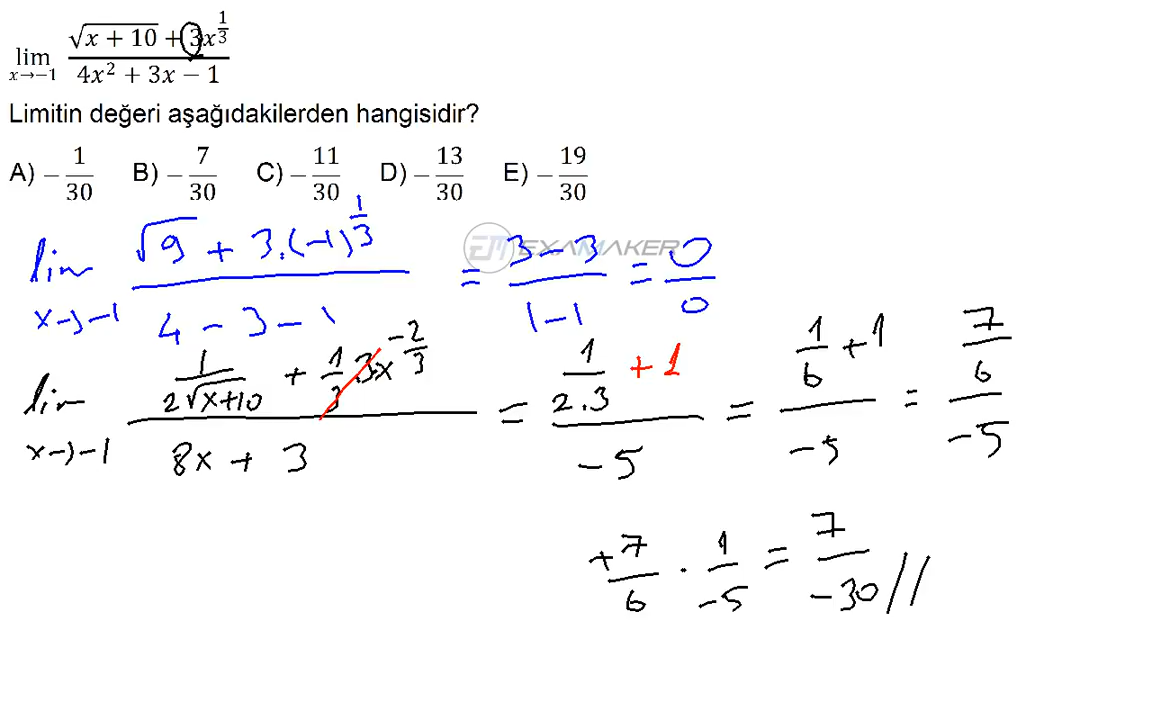 lim x→−1 (√(x + 10) + 3x^(1/3)) / (4x² + 3x − 1)
Limitin değeri aşağıdakilerden hangisidir?
A) −1/30 B) −7/30 C) −11/30 D) −13/30 E) −19/30
EM EXAMAKER
lim x→−1 (√9 + 3.(−1)^(1/3)) / (4 − 3 − 1) = (3 − 3) / (1 − 1) = 0/0
lim x→−1 (1/(2√(x+10)) + 1/3 . 3x^(−2/3)) / (8x + 3) = (1/(2.3) + 1) / −5 = (1/6 + 1) / −5 = (7/6) / −5
+7/6 . 1/−5 = 7/−30 //